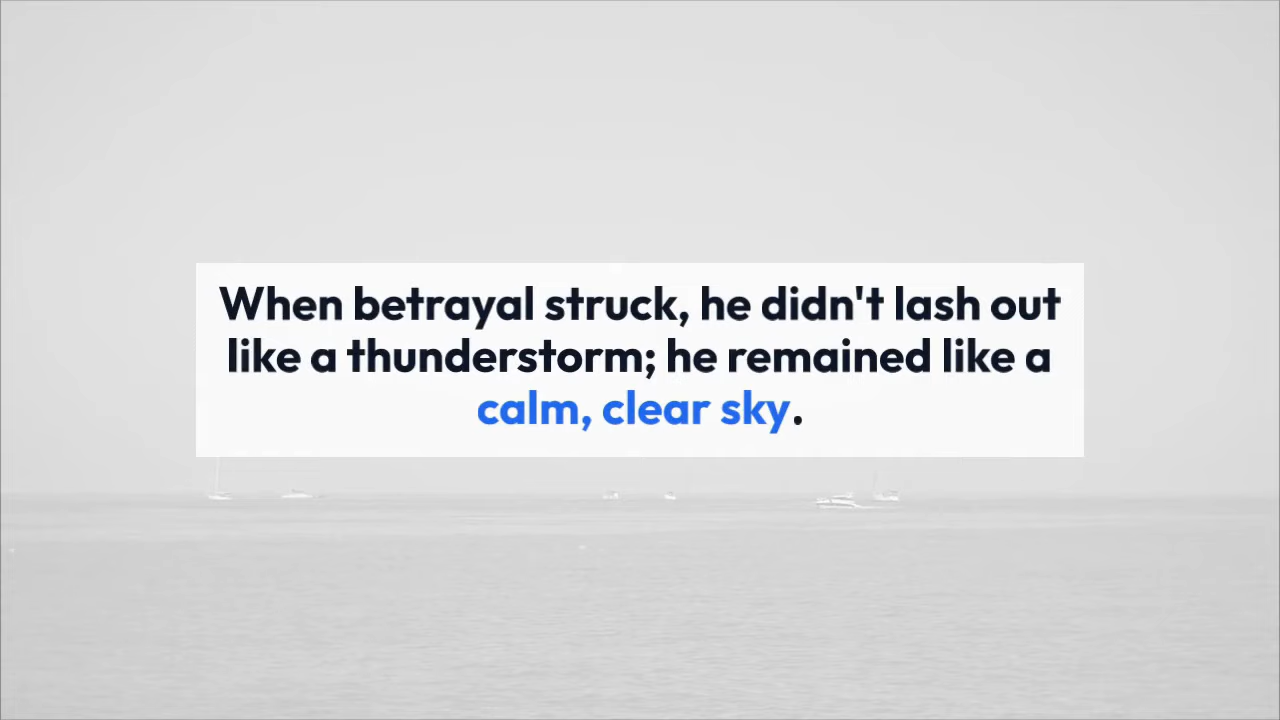 When betrayal struck, he didn't lash out
like a thunderstorm; he remained like a
calm, clear sky.